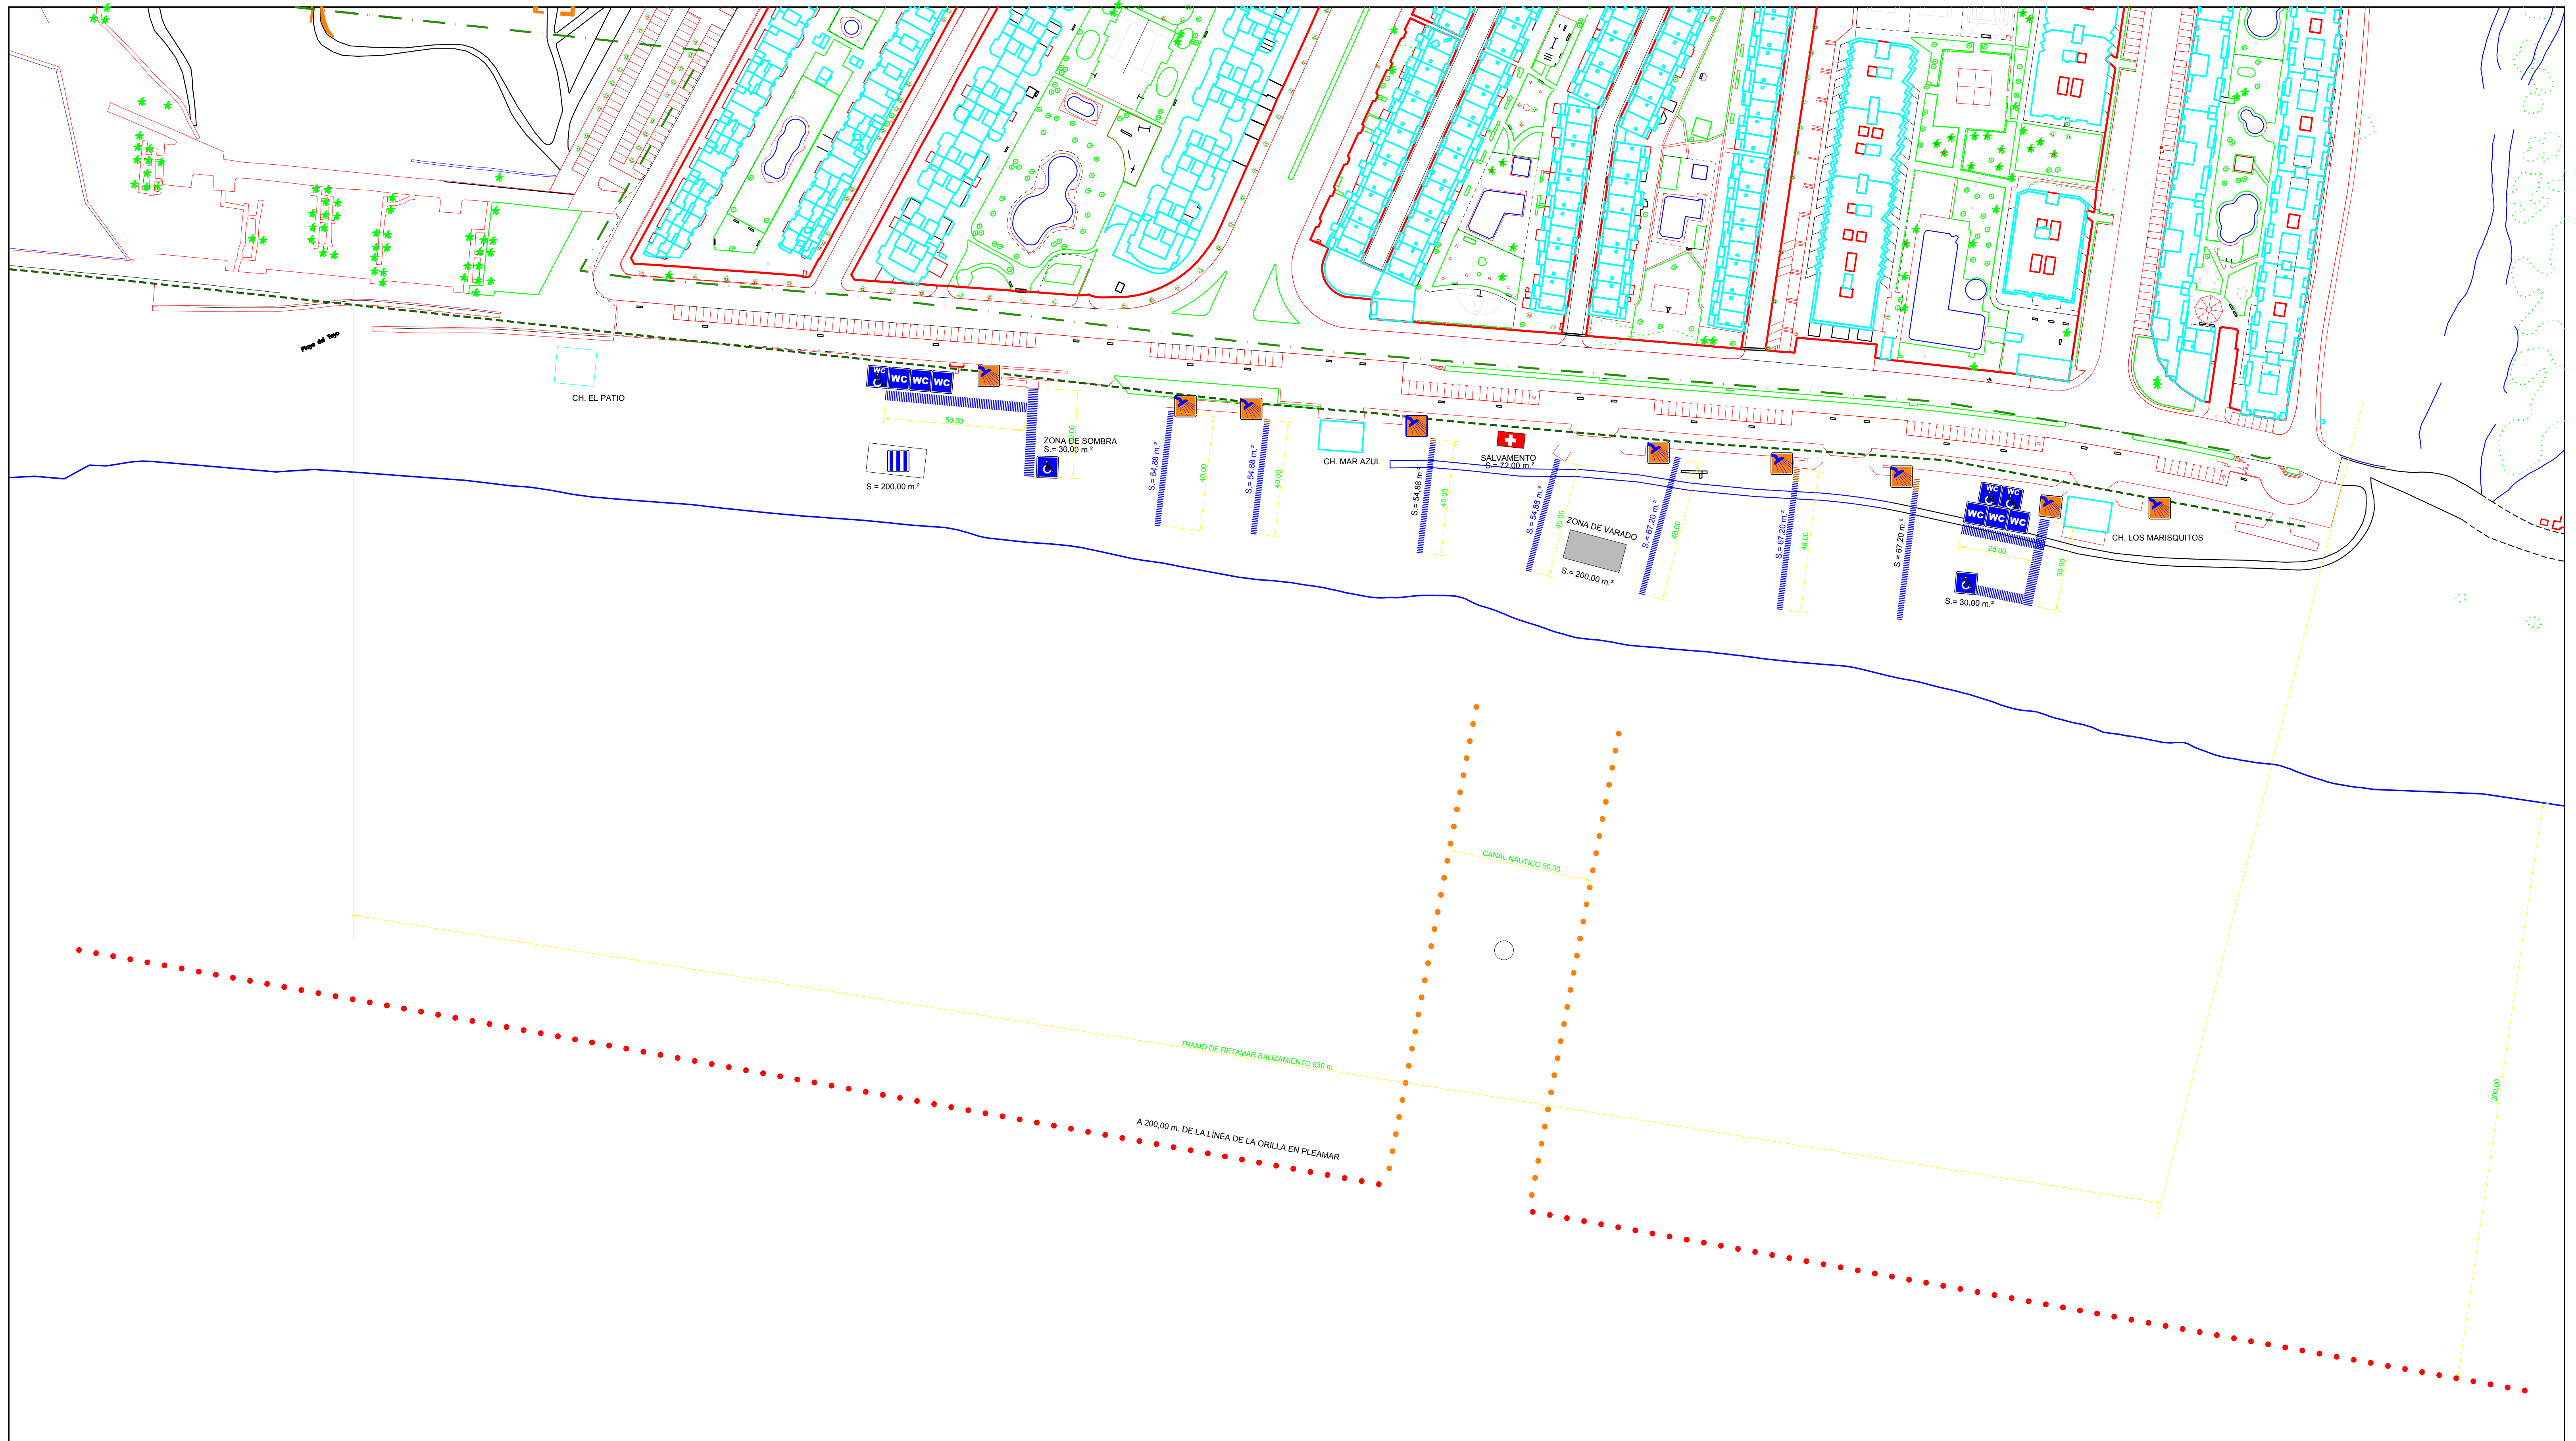 Playa del Toyo
CH. EL PATIO
WC
WC
WC
WC
50.00
ZONA DE SOMBRA
S.= 30,00 m.²
S.= 200,00 m.²
S.= 54,88 m.²
40.00
S.= 54,88 m.²
40.00
CH. MAR AZUL
S.= 54,88 m.²
40.00
SALVAMENTO
S.= 72,00 m.²
S.= 54,88 m.²
40.00
ZONA DE VARADO
S.= 200,00 m.²
S.= 67,20 m.²
48,00
S.= 67,20 m.²
48,00
S.= 67,20 m.²
WC
WC
WC
WC
WC
25.00
30.00
S.= 30,00 m.²
CH. LOS MARISQUITOS
CANAL NÁUTICO 50.00
TRAMO DE RETAMAR BALIZAMIENTO 630 m.
A 200,00 m. DE LA LÍNEA DE LA ORILLA EN PLEAMAR
200,00